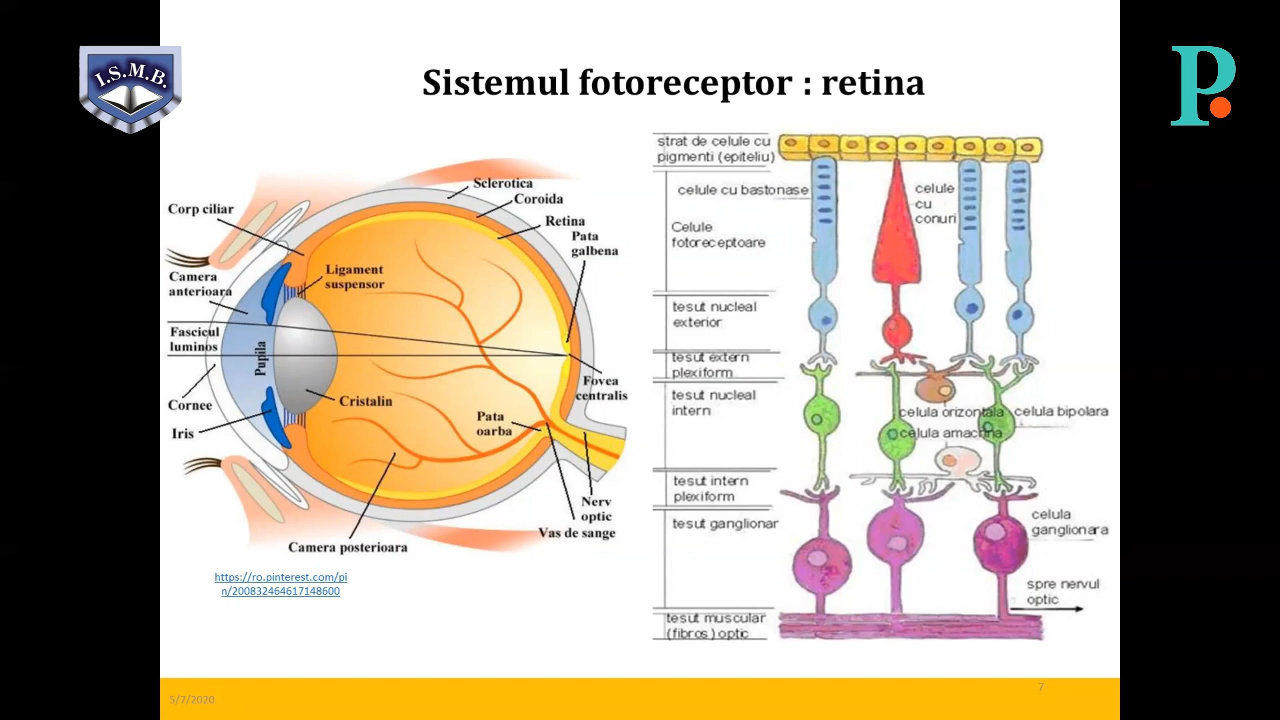 I.S.M.B.
P.
Sistemul fotoreceptor : retina
Sclerotica
Coroida
Retina
Pata
galbena
Corp ciliar
Ligament
suspensor
Camera
anterioara
Fascicul
luminos
Pupila
Cornee
Iris
Cristalin
Pata
oarba
Fovea
centralis
Nerv
optic
Vas de sange
Camera posterioara
https://ro.pinterest.com/pi
n/200832464617148600
strat de celule cu
pigmenti (epiteliu)
celule cu bastonase
celule
cu
conuri
Celule
fotoreceptoare
tesut nucleal
exterior
tesut extern
plexiform
tesut nucleal
intern
celula orizontala
celula bipolara
celula amacrina
tesut intern
plexiform
tesut ganglionar
celula
ganglionara
spre nervul
optic
tesut muscular
(fibros) optic
5/7/2020
7